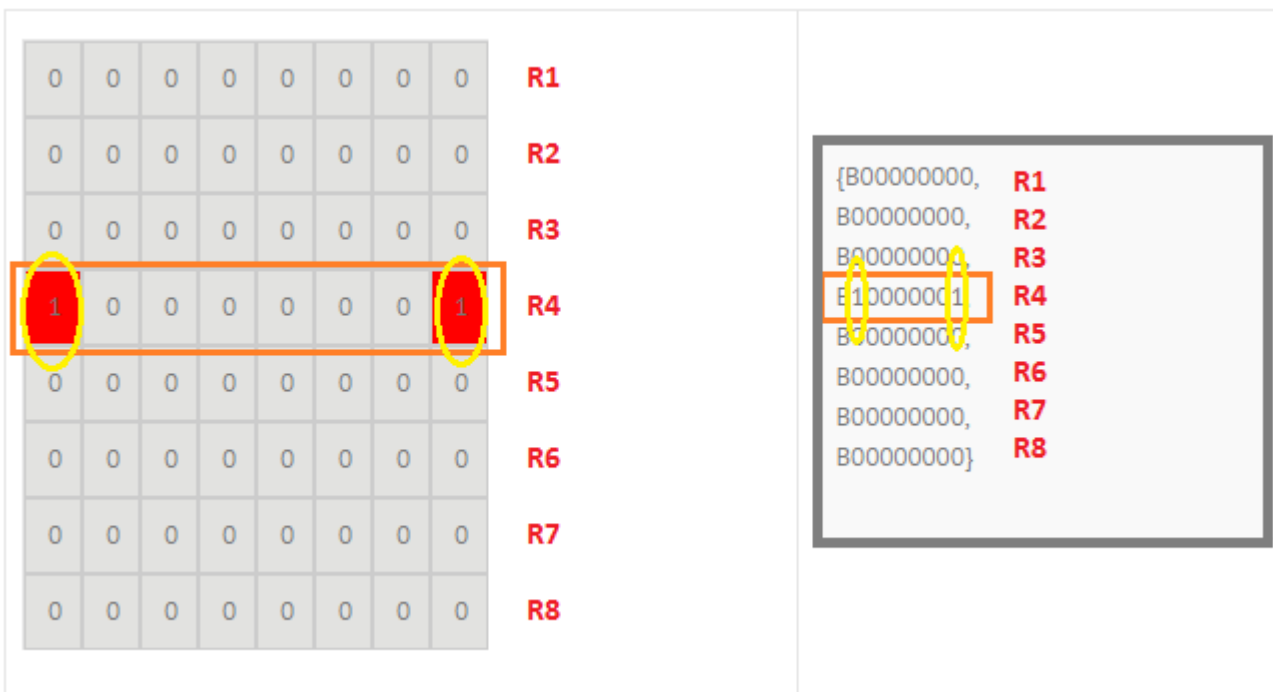 0 0 0 0 0 0 0 0 R1
0 0 0 0 0 0 0 0 R2
0 0 0 0 0 0 0 0 R3
1 0 0 0 0 0 0 1 R4
0 0 0 0 0 0 0 0 R5
0 0 0 0 0 0 0 0 R6
0 0 0 0 0 0 0 0 R7
0 0 0 0 0 0 0 0 R8
{B00000000, R1
B00000000, R2
B00000000, R3
B10000001, R4
B00000000, R5
B00000000, R6
B00000000, R7
B00000000} R8